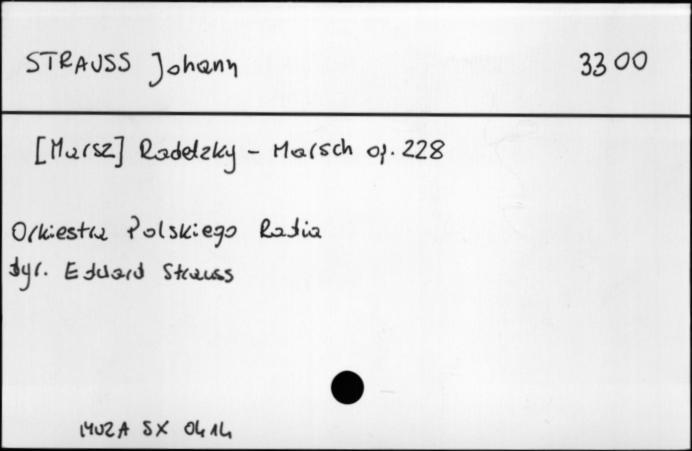 STRAUSS Johann 3300
[Marsz] Radetzky - Marsch op. 228
Orkiestra Polskiego Radia
dyr. Eduard Strauss
MUZA SX 0414